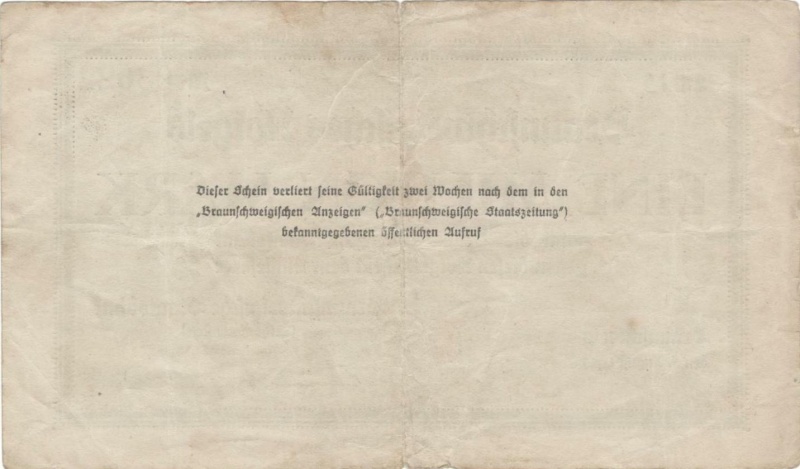 Dieser Schein verliert seine Gültigkeit zwei Wochen nach dem in den
„Braunschweigischen Anzeigen“ („Braunschweigische Staatszeitung“)
bekanntgegebenen öffentlichen Aufruf